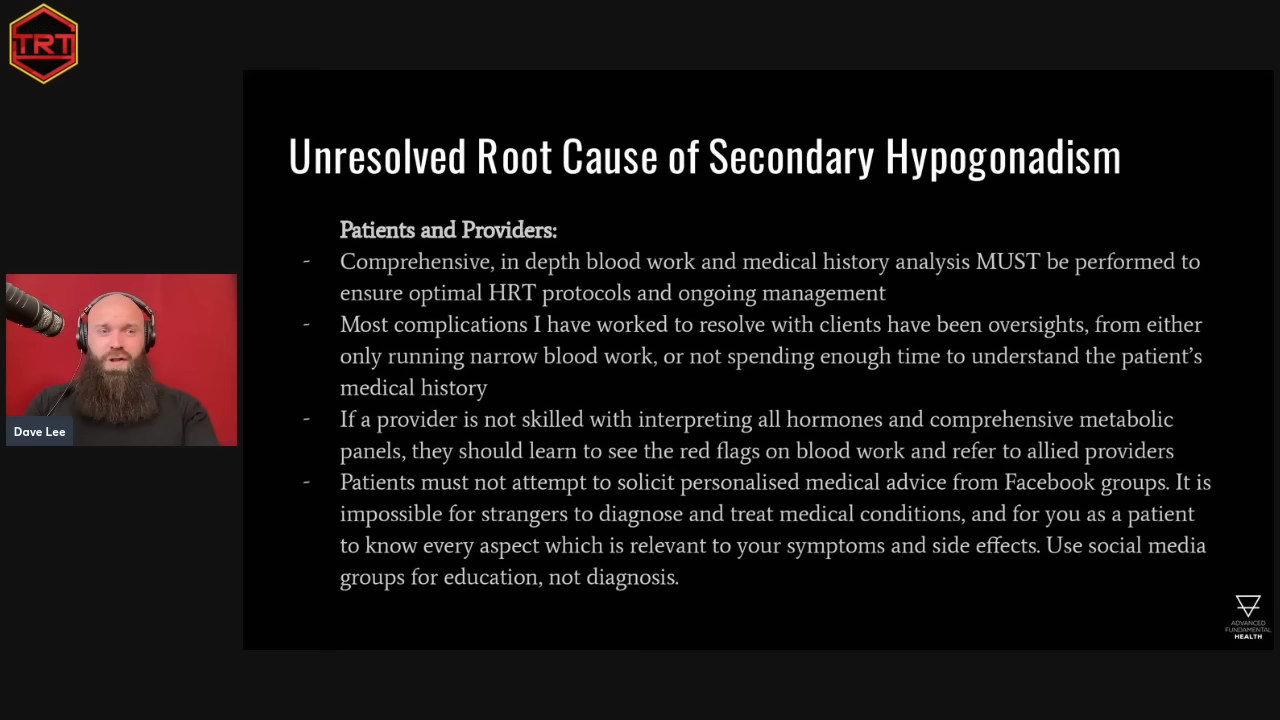 TRT
Unresolved Root Cause of Secondary Hypogonadism
Patients and Providers:
- Comprehensive, in depth blood work and medical history analysis MUST be performed to
ensure optimal HRT protocols and ongoing management
- Most complications I have worked to resolve with clients have been oversights, from either
only running narrow blood work, or not spending enough time to understand the patient’s
medical history
- If a provider is not skilled with interpreting all hormones and comprehensive metabolic
panels, they should learn to see the red flags on blood work and refer to allied providers
- Patients must not attempt to solicit personalised medical advice from Facebook groups. It is
impossible for strangers to diagnose and treat medical conditions, and for you as a patient
to know every aspect which is relevant to your symptoms and side effects. Use social media
groups for education, not diagnosis.
Dave Lee
ADVANCED
FUNDAMENTAL
HEALTH